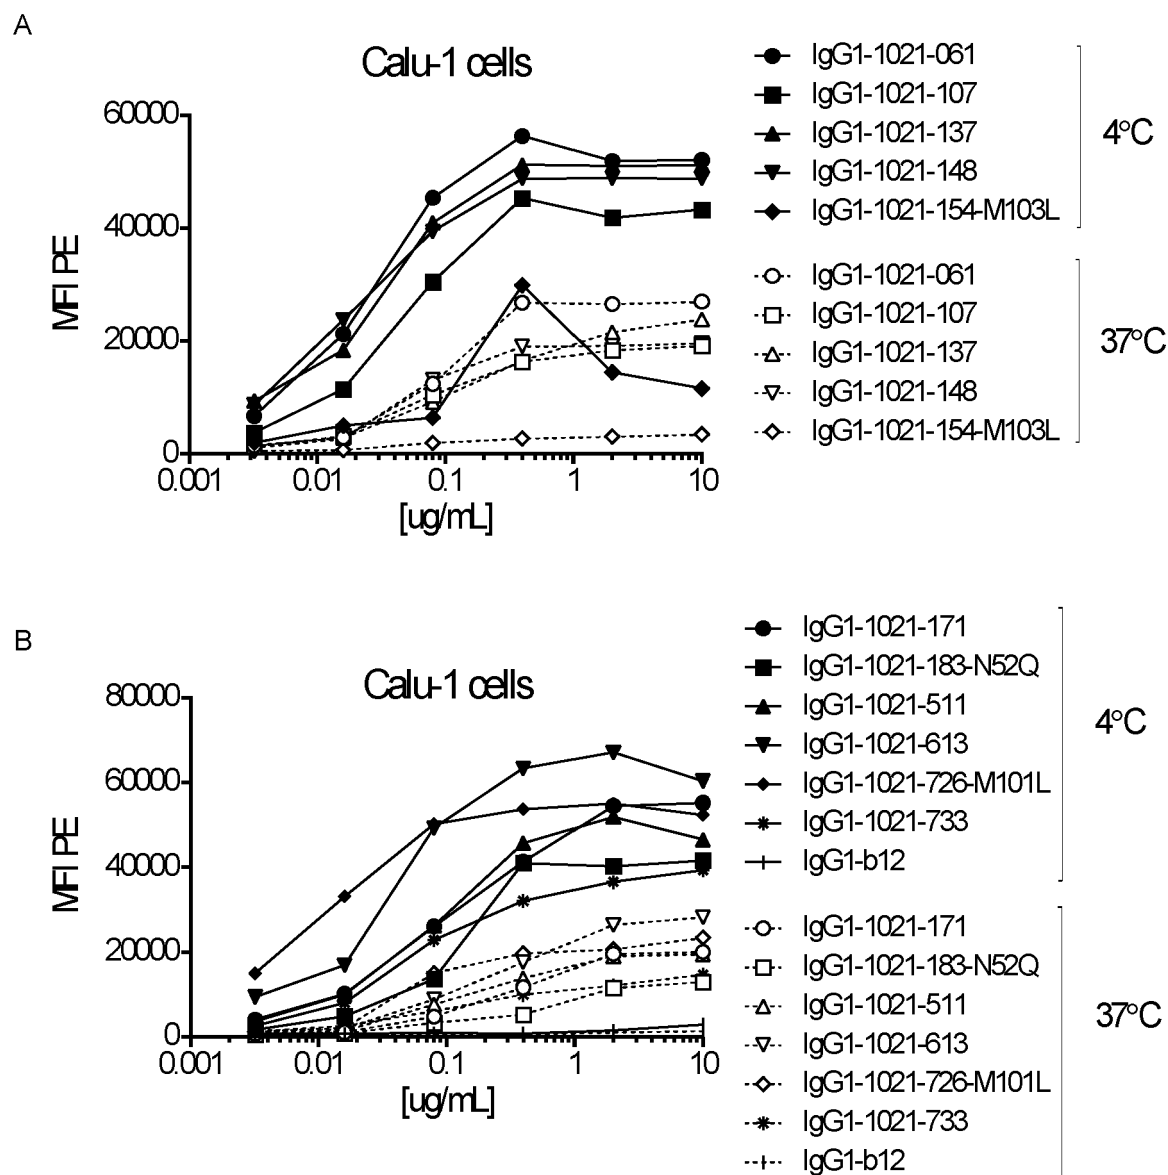 A
Calu-1 cells
60000
40000
20000
0
MFI PE
0.001
0.01
0.1
1
10
[ug/mL]
IgG1-1021-061
IgG1-1021-107
IgG1-1021-137
IgG1-1021-148
IgG1-1021-154-M103L
4°C
IgG1-1021-061
IgG1-1021-107
IgG1-1021-137
IgG1-1021-148
IgG1-1021-154-M103L
37°C
B
Calu-1 cells
80000
60000
40000
20000
0
MFI PE
0.001
0.01
0.1
1
10
[ug/mL]
IgG1-1021-171
IgG1-1021-183-N52Q
IgG1-1021-511
IgG1-1021-613
IgG1-1021-726-M101L
IgG1-1021-733
IgG1-b12
4°C
IgG1-1021-171
IgG1-1021-183-N52Q
IgG1-1021-511
IgG1-1021-613
IgG1-1021-726-M101L
IgG1-1021-733
IgG1-b12
37°C